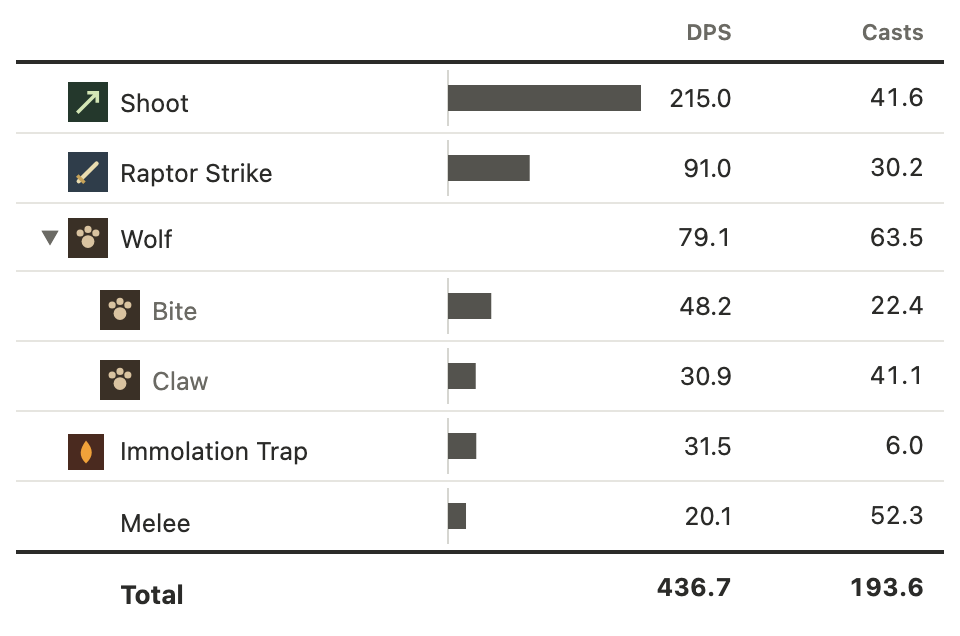 DPS Casts
Shoot 215.0 41.6
Raptor Strike 91.0 30.2
Wolf 79.1 63.5
Bite 48.2 22.4
Claw 30.9 41.1
Immolation Trap 31.5 6.0
Melee 20.1 52.3
Total 436.7 193.6